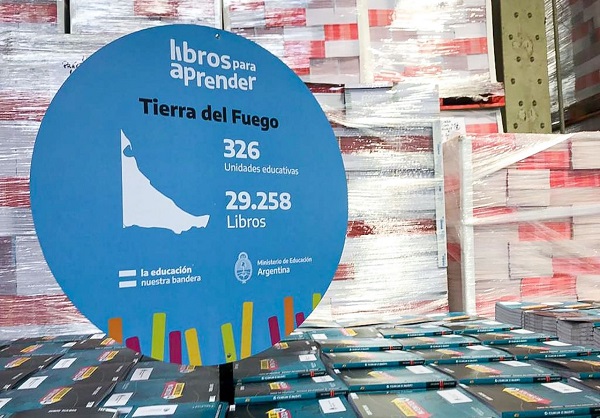 libros para
aprender
Tierra del Fuego
326
Unidades educativas
29.258
Libros
la educación
nuestra bandera
Ministerio de Educación
Argentina